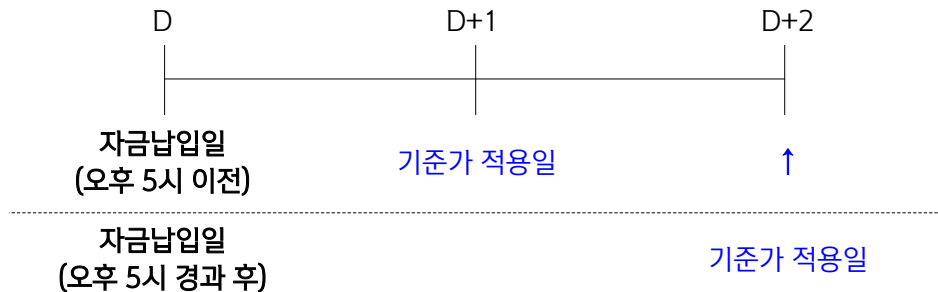 D D+1 D+2
자금납입일
(오후 5시 이전)
기준가 적용일
↑
자금납입일
(오후 5시 경과 후)
기준가 적용일